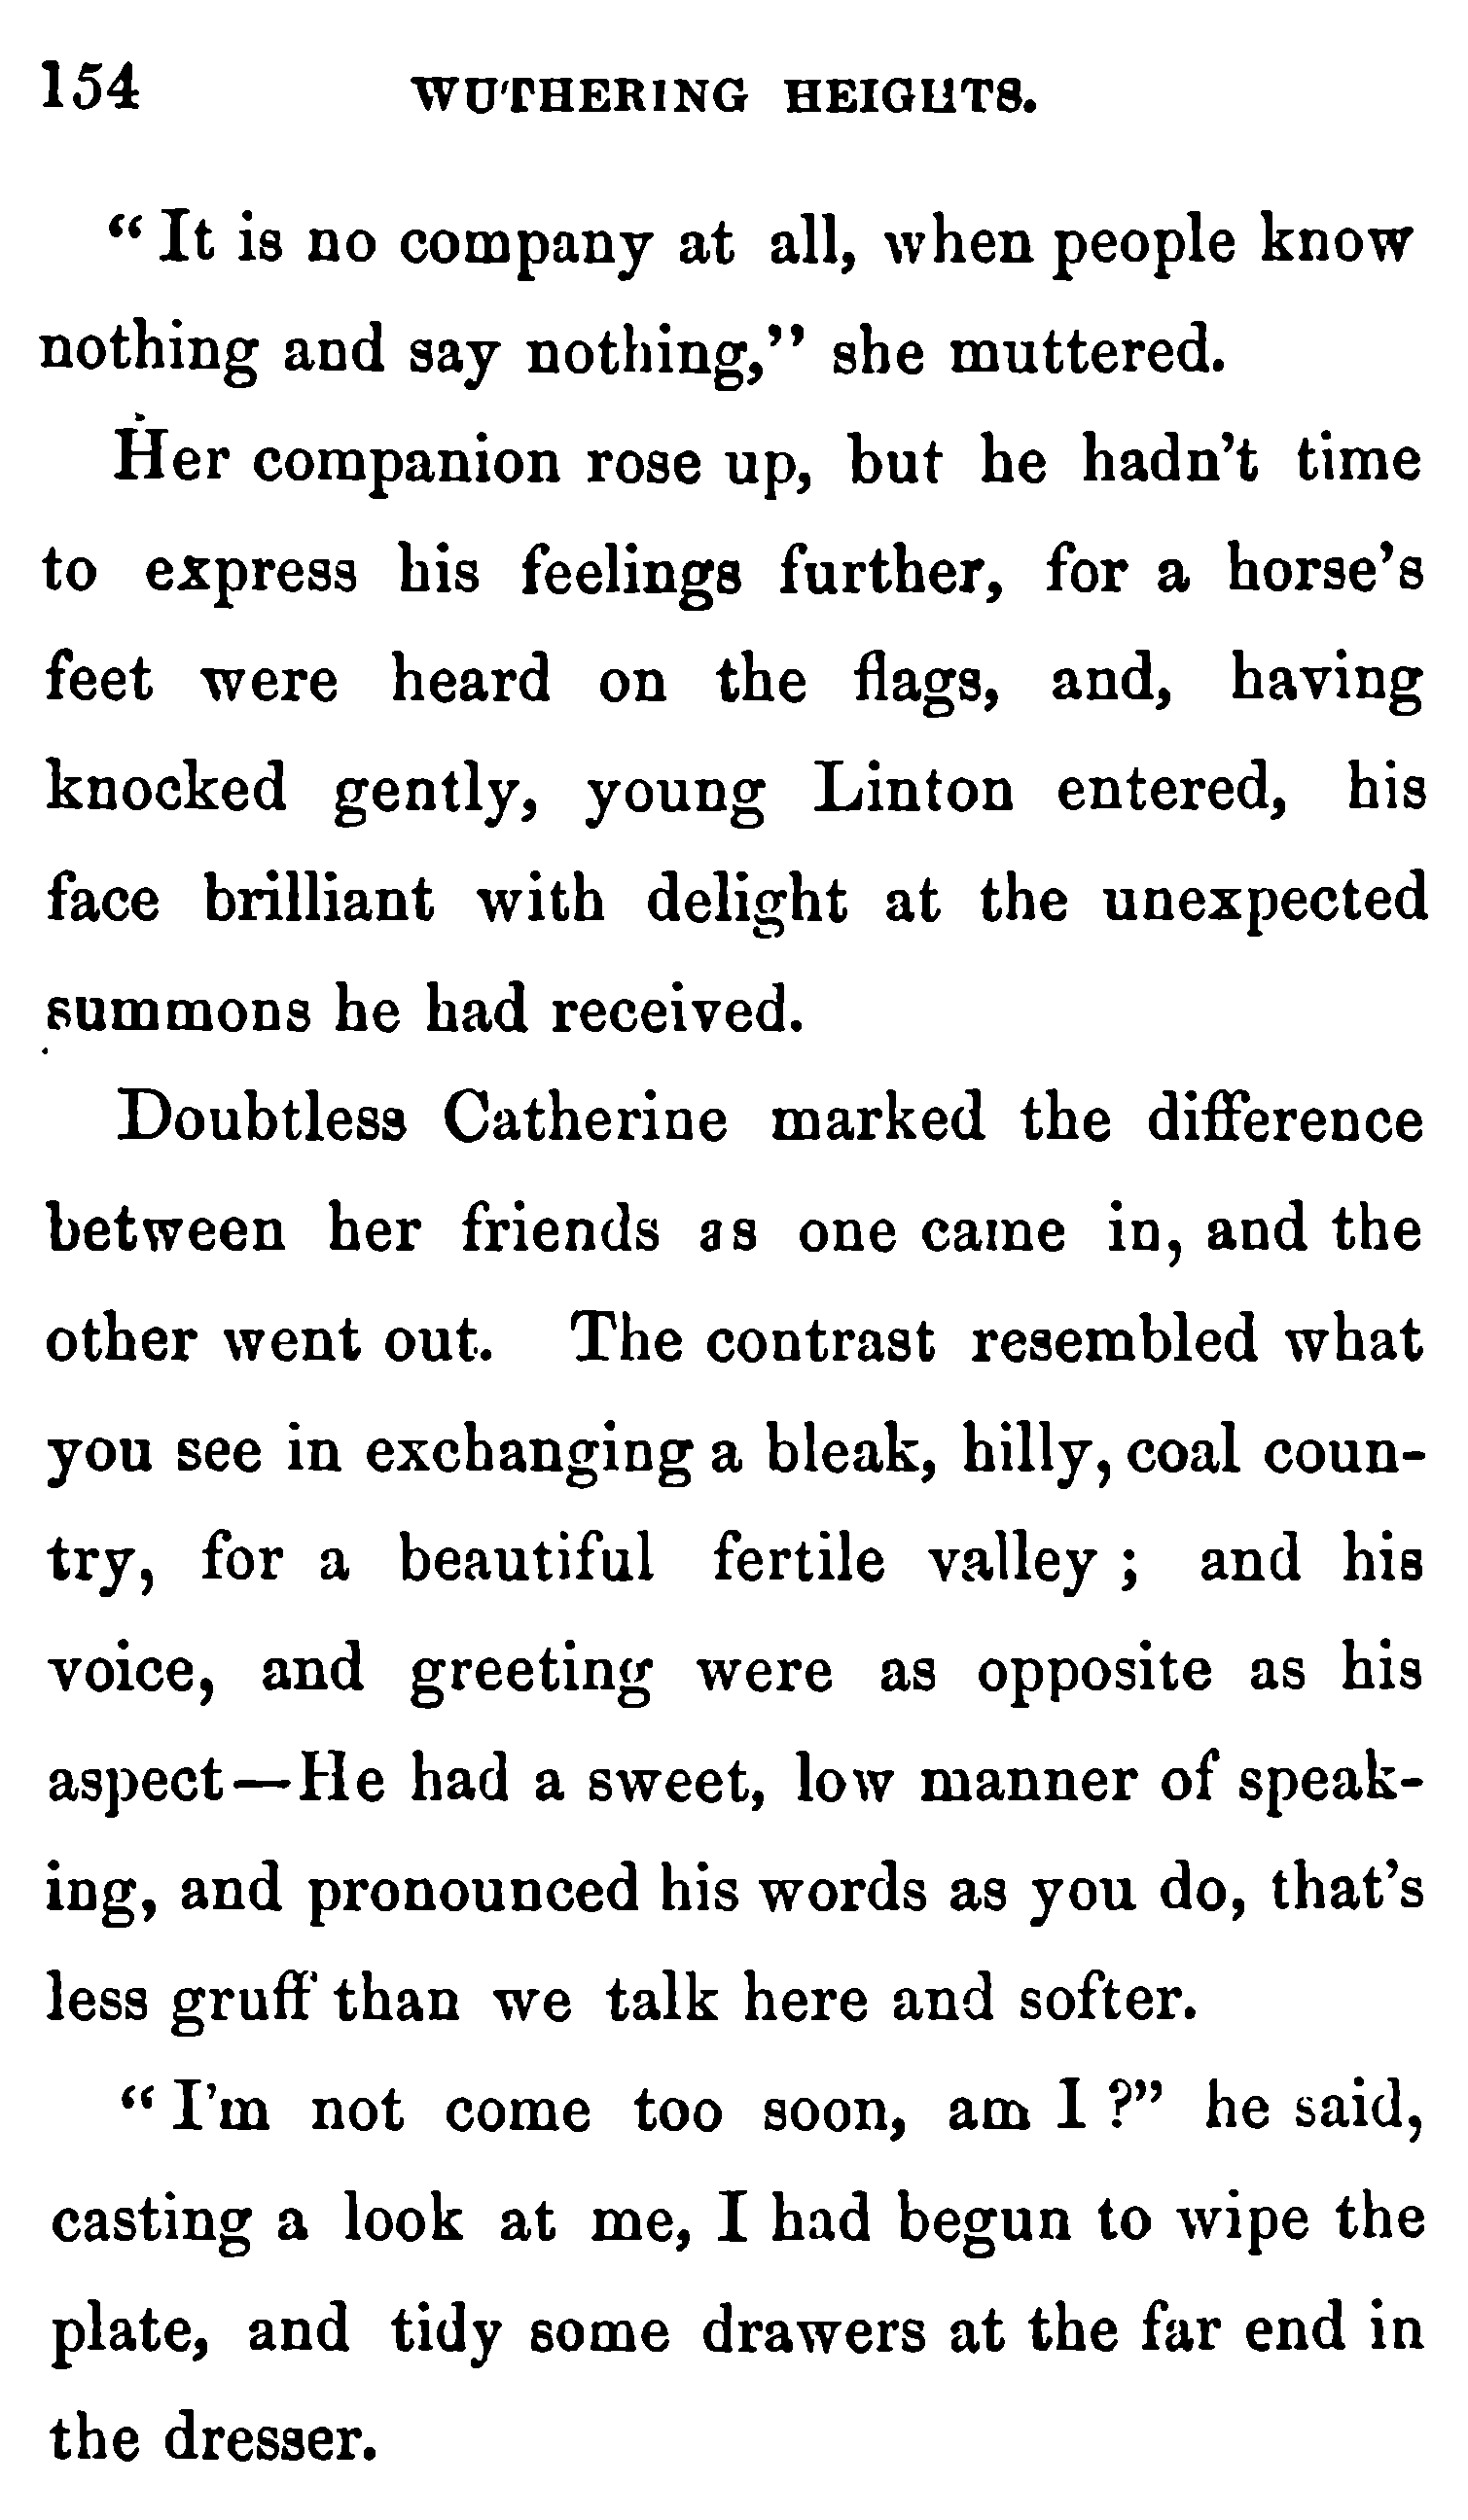 154 WUTHERING HEIGHTS.
“ It is no company at all, when people know
nothing and say nothing,” she muttered.
Her companion rose up, but he hadn’t time
to express his feelings further, for a horse’s
feet were heard on the flags, and, having
knocked gently, young Linton entered, his
face brilliant with delight at the unexpected
summons he had received.
Doubtless Catherine marked the difference
between her friends as one came in, and the
other went out. The contrast resembled what
you see in exchanging a bleak, hilly, coal coun-
try, for a beautiful fertile valley ; and his
voice, and greeting were as opposite as his
aspect—He had a sweet, low manner of speak-
ing, and pronounced his words as you do, that’s
less gruff than we talk here and softer.
“ I’m not come too soon, am I ?” he said,
casting a look at me, I had begun to wipe the
plate, and tidy some drawers at the far end in
the dresser.